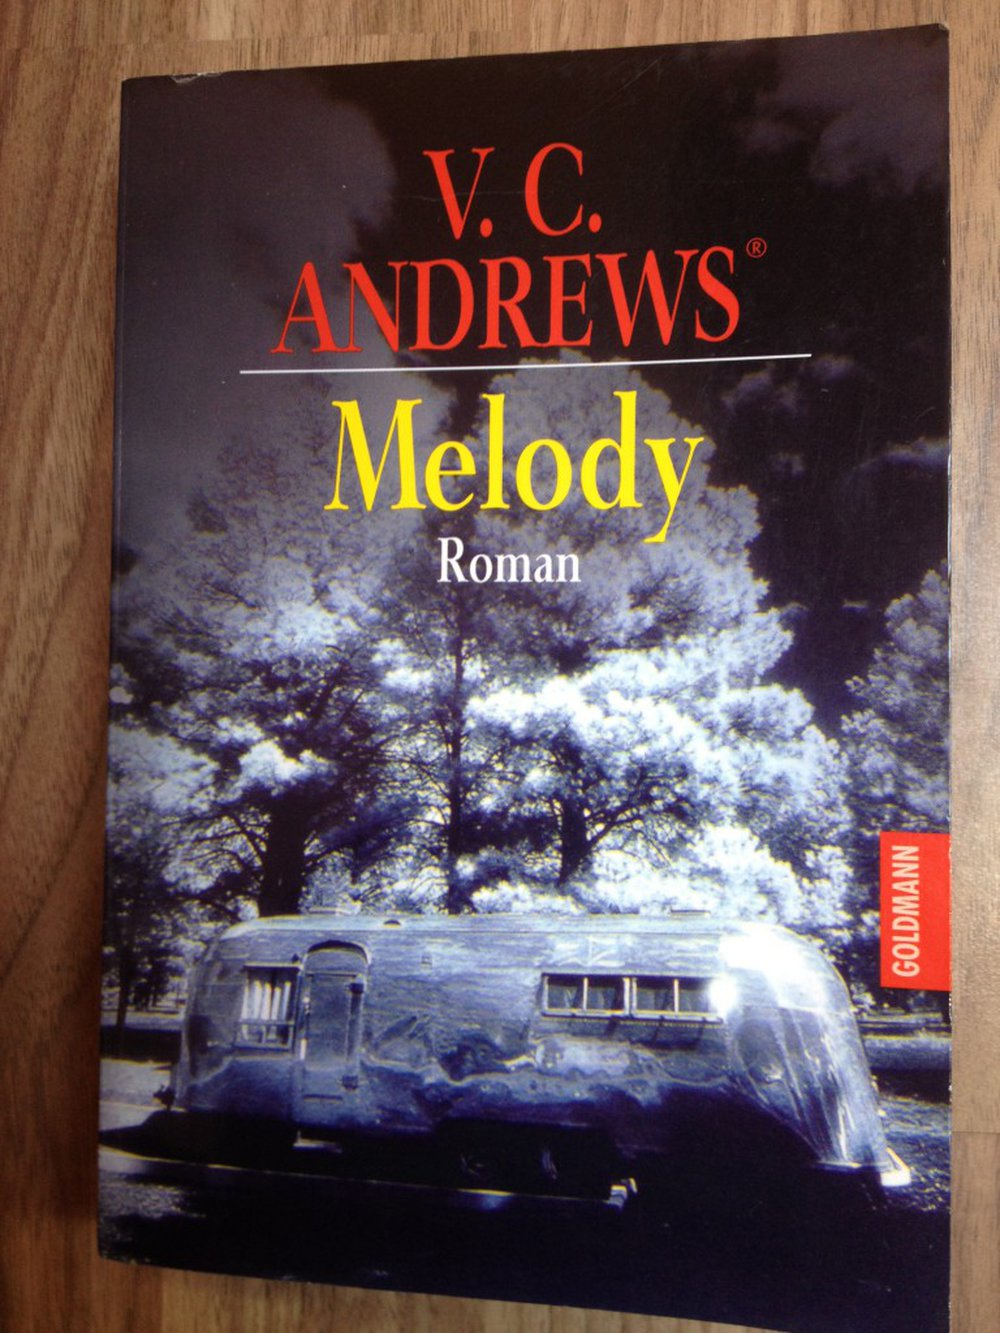 V. C.
ANDREWS®
Melody
Roman
GOLDMANN